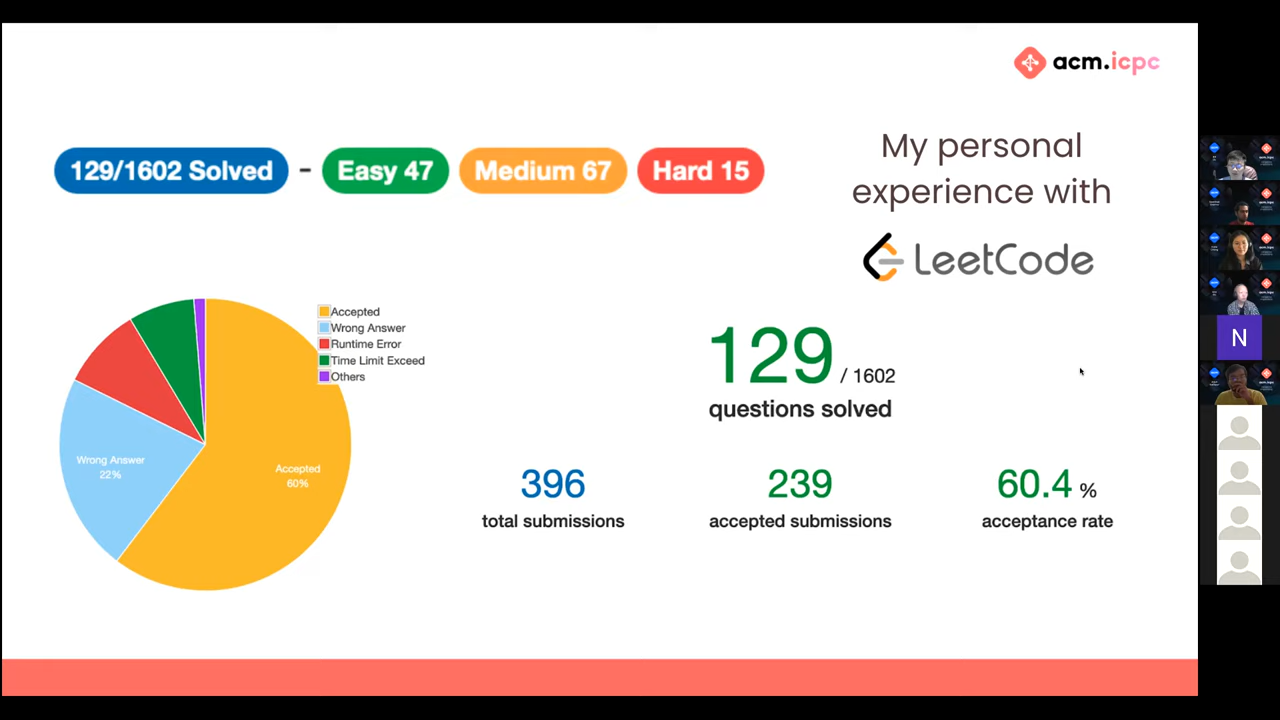 acm.icpc
129/1602 Solved - Easy 47 Medium 67 Hard 15
My personal
experience with
LeetCode
Accepted
Wrong Answer
Runtime Error
Time Limit Exceed
Others
Wrong Answer
22%
Accepted
60%
129 / 1602
questions solved
396
total submissions
239
accepted submissions
60.4 %
acceptance rate
N